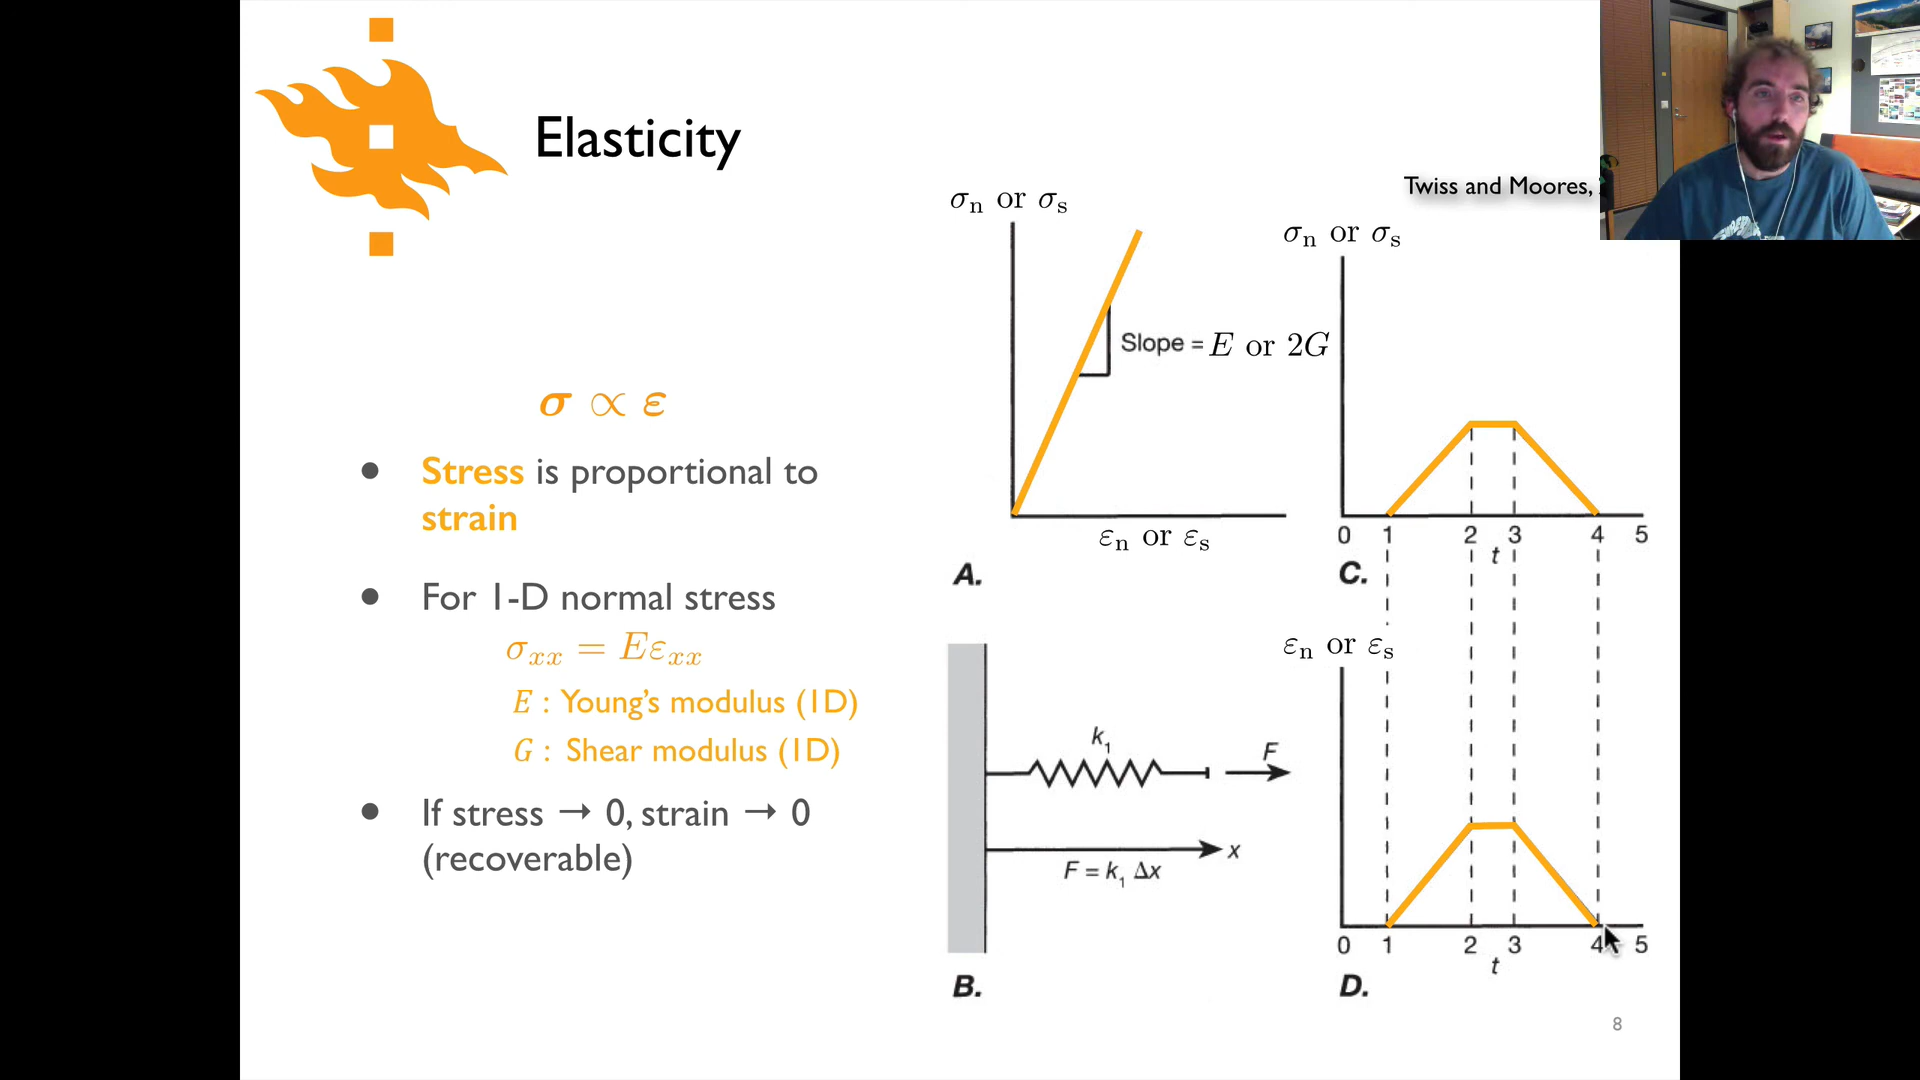 Elasticity
Twiss and Moores,
σ ∝ ε
● Stress is proportional to
strain
● For 1-D normal stress
σxx = Eεxx
E : Young's modulus (1D)
G : Shear modulus (1D)
● If stress → 0, strain → 0
(recoverable)
σn or σs
Slope = E or 2G
εn or εs
A.
σn or σs
0 1 2 3 4 5
t
C.
k1
F
x
F = k1 Δx
B.
εn or εs
0 1 2 3 4 5
t
D.
8